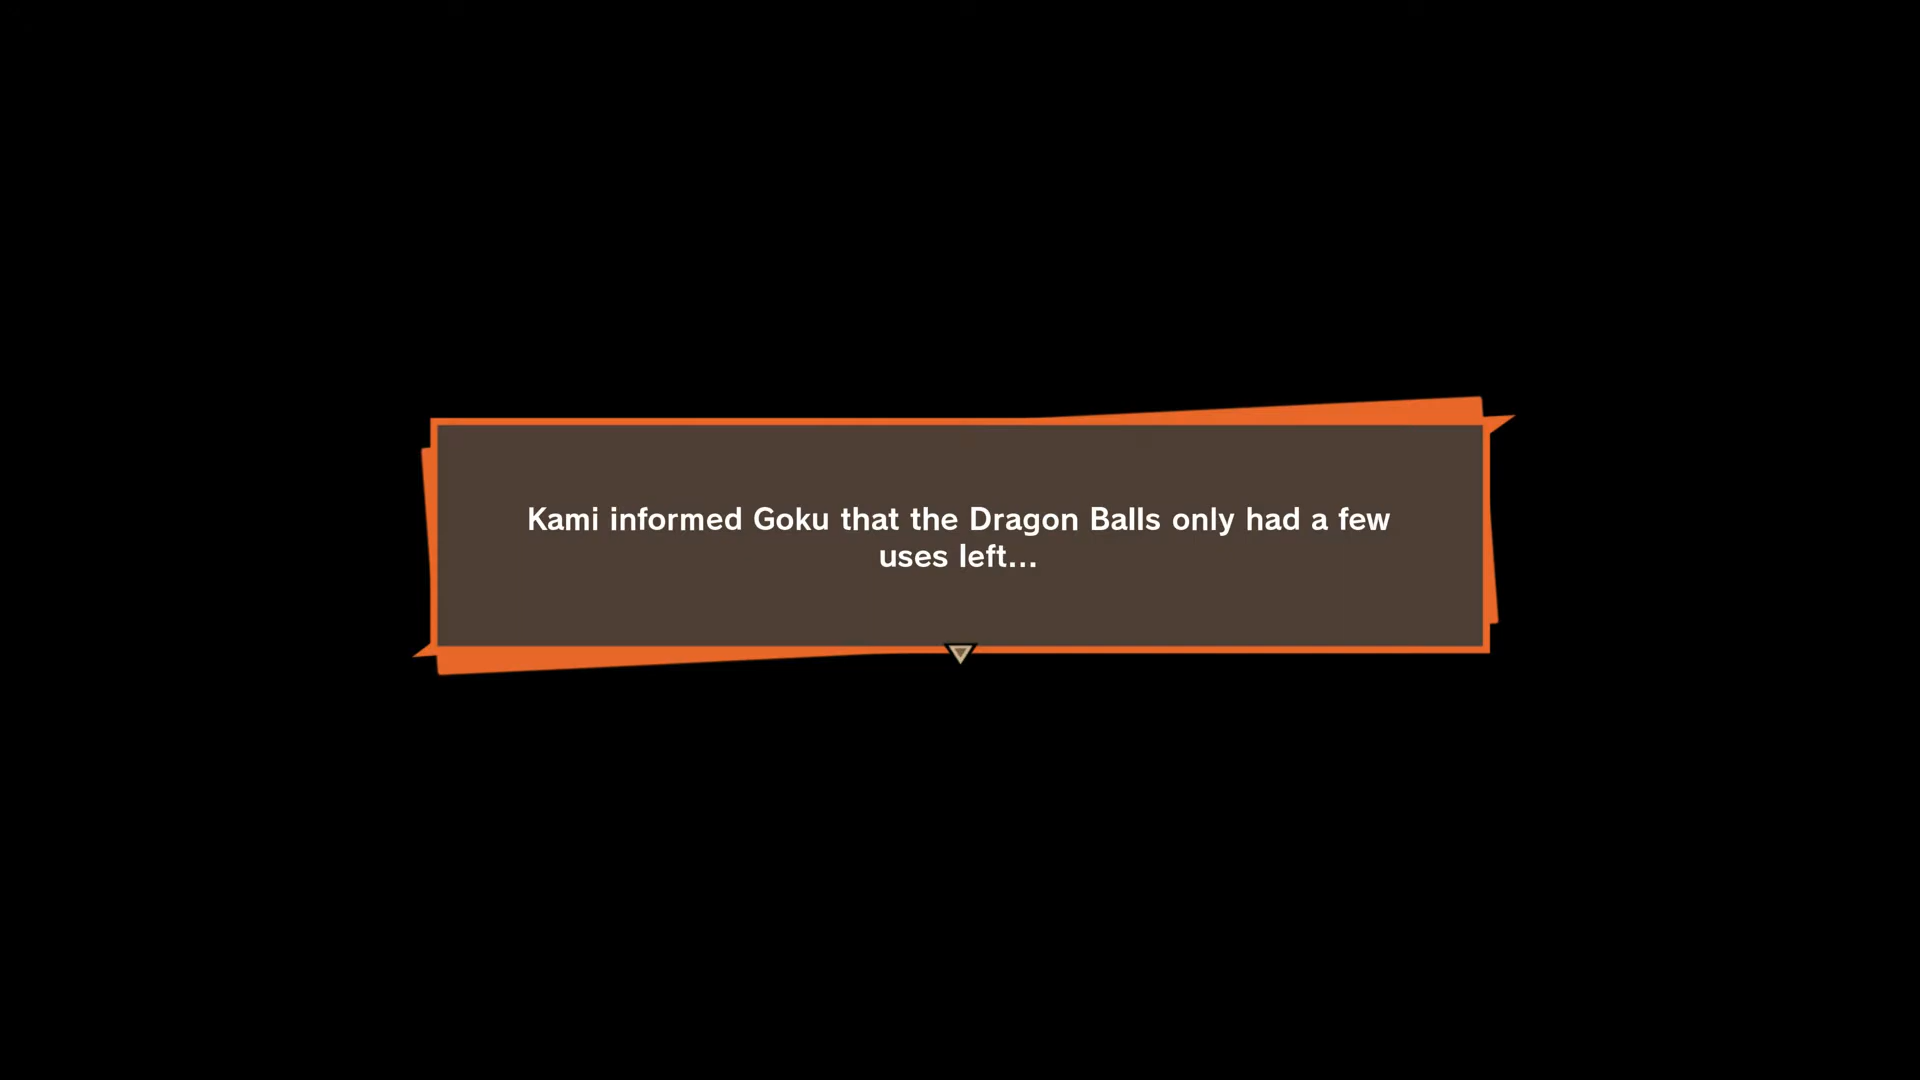 Kami informed Goku that the Dragon Balls only had a few
uses left...